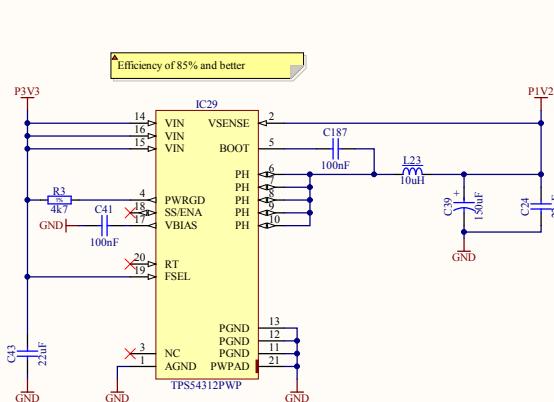 Efficiency of 85% and better
P3V3
P1V2
IC29
14 VIN
16 VIN
15 VIN
VSENSE 2
BOOT 5
C187
100nF
PH 6
PH 7
PH 8
PH 9
PH 10
L23
10uH
R3
1%
4k7
4 PWRGD
18 SS/ENA
17 VBIAS
C41
100nF
GND
C39
+
150uF
C24
GND
20 RT
19 FSEL
PGND 13
PGND 12
PGND 11
PWPAD 21
3 NC
1 AGND
C43
22uF
TPS54312PWP
GND
GND
GND